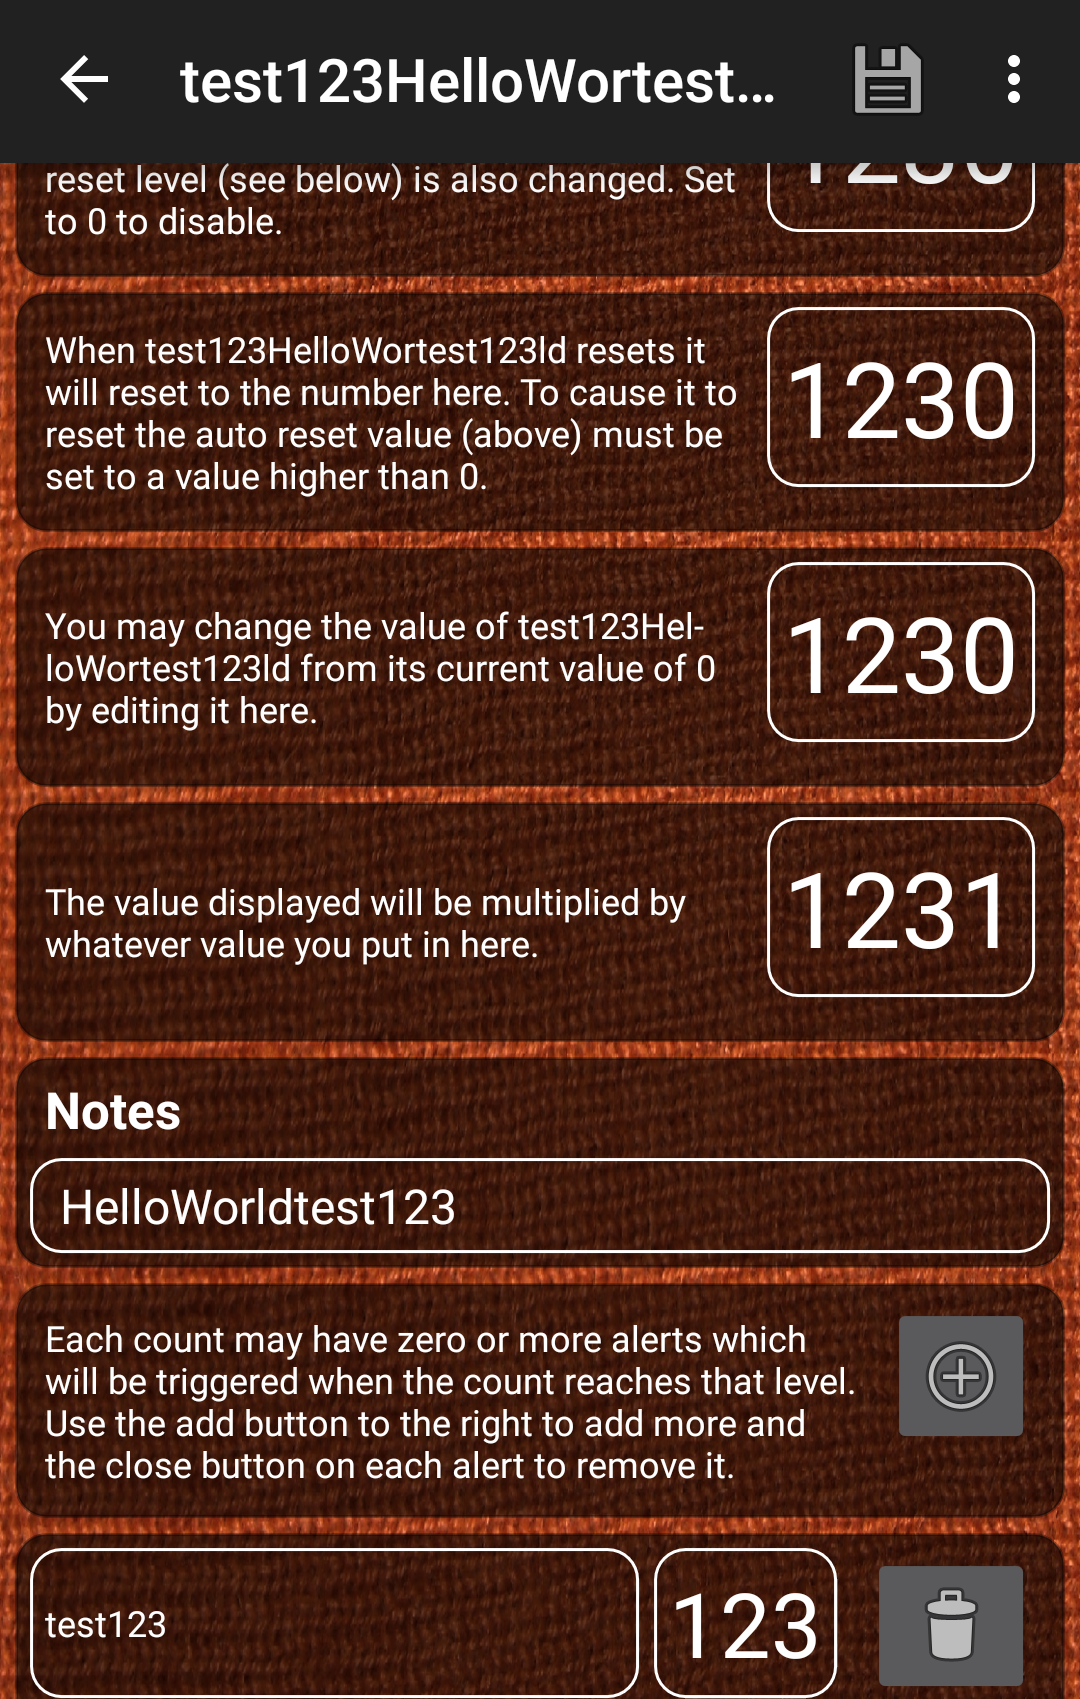 test123HelloWortest...
reset level (see below) is also changed. Set
to 0 to disable.
1230
When test123HelloWortest123ld resets it
will reset to the number here. To cause it to
reset the auto reset value (above) must be
set to a value higher than 0.
1230
You may change the value of test123Hel-
loWortest123ld from its current value of 0
by editing it here.
1230
The value displayed will be multiplied by
whatever value you put in here.
1231
Notes
HelloWorldtest123
Each count may have zero or more alerts which
will be triggered when the count reaches that level.
Use the add button to the right to add more and
the close button on each alert to remove it.
test123
123